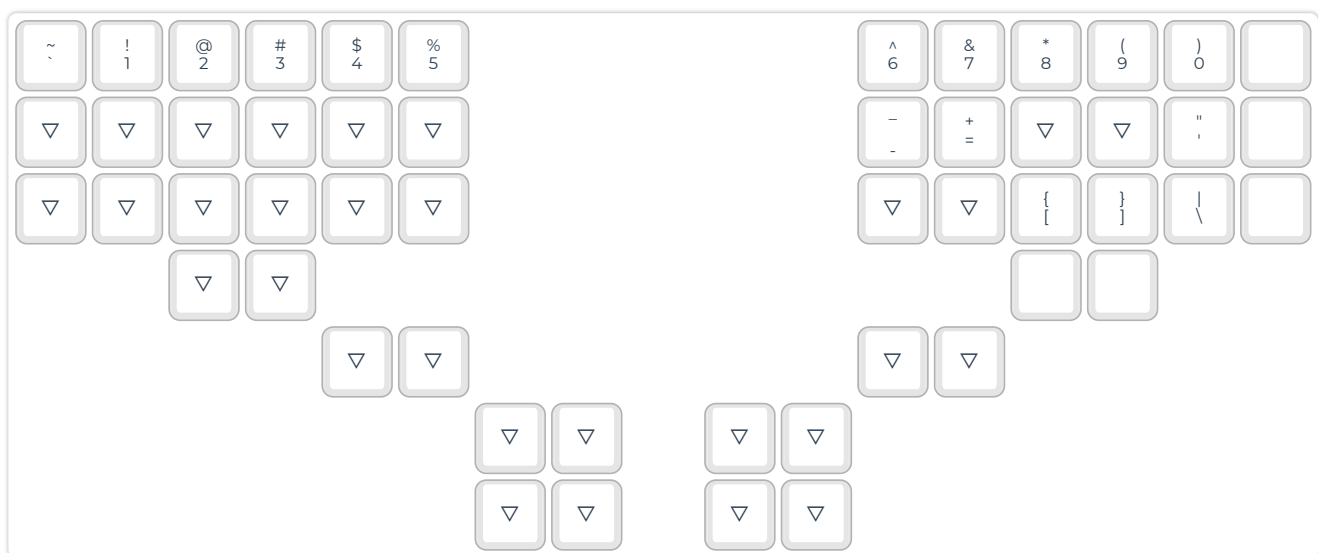 ~ ! @ # $ % ^ & * ( )
` 1 2 3 4 5 6 7 8 9 0
▽ ▽ ▽ ▽ ▽ ▽ _ + ▽ ▽ "
- = '
▽ ▽ ▽ ▽ ▽ ▽ ▽ ▽ { } |
[ ] \
▽ ▽
▽ ▽ ▽ ▽
▽ ▽ ▽ ▽
▽ ▽ ▽ ▽